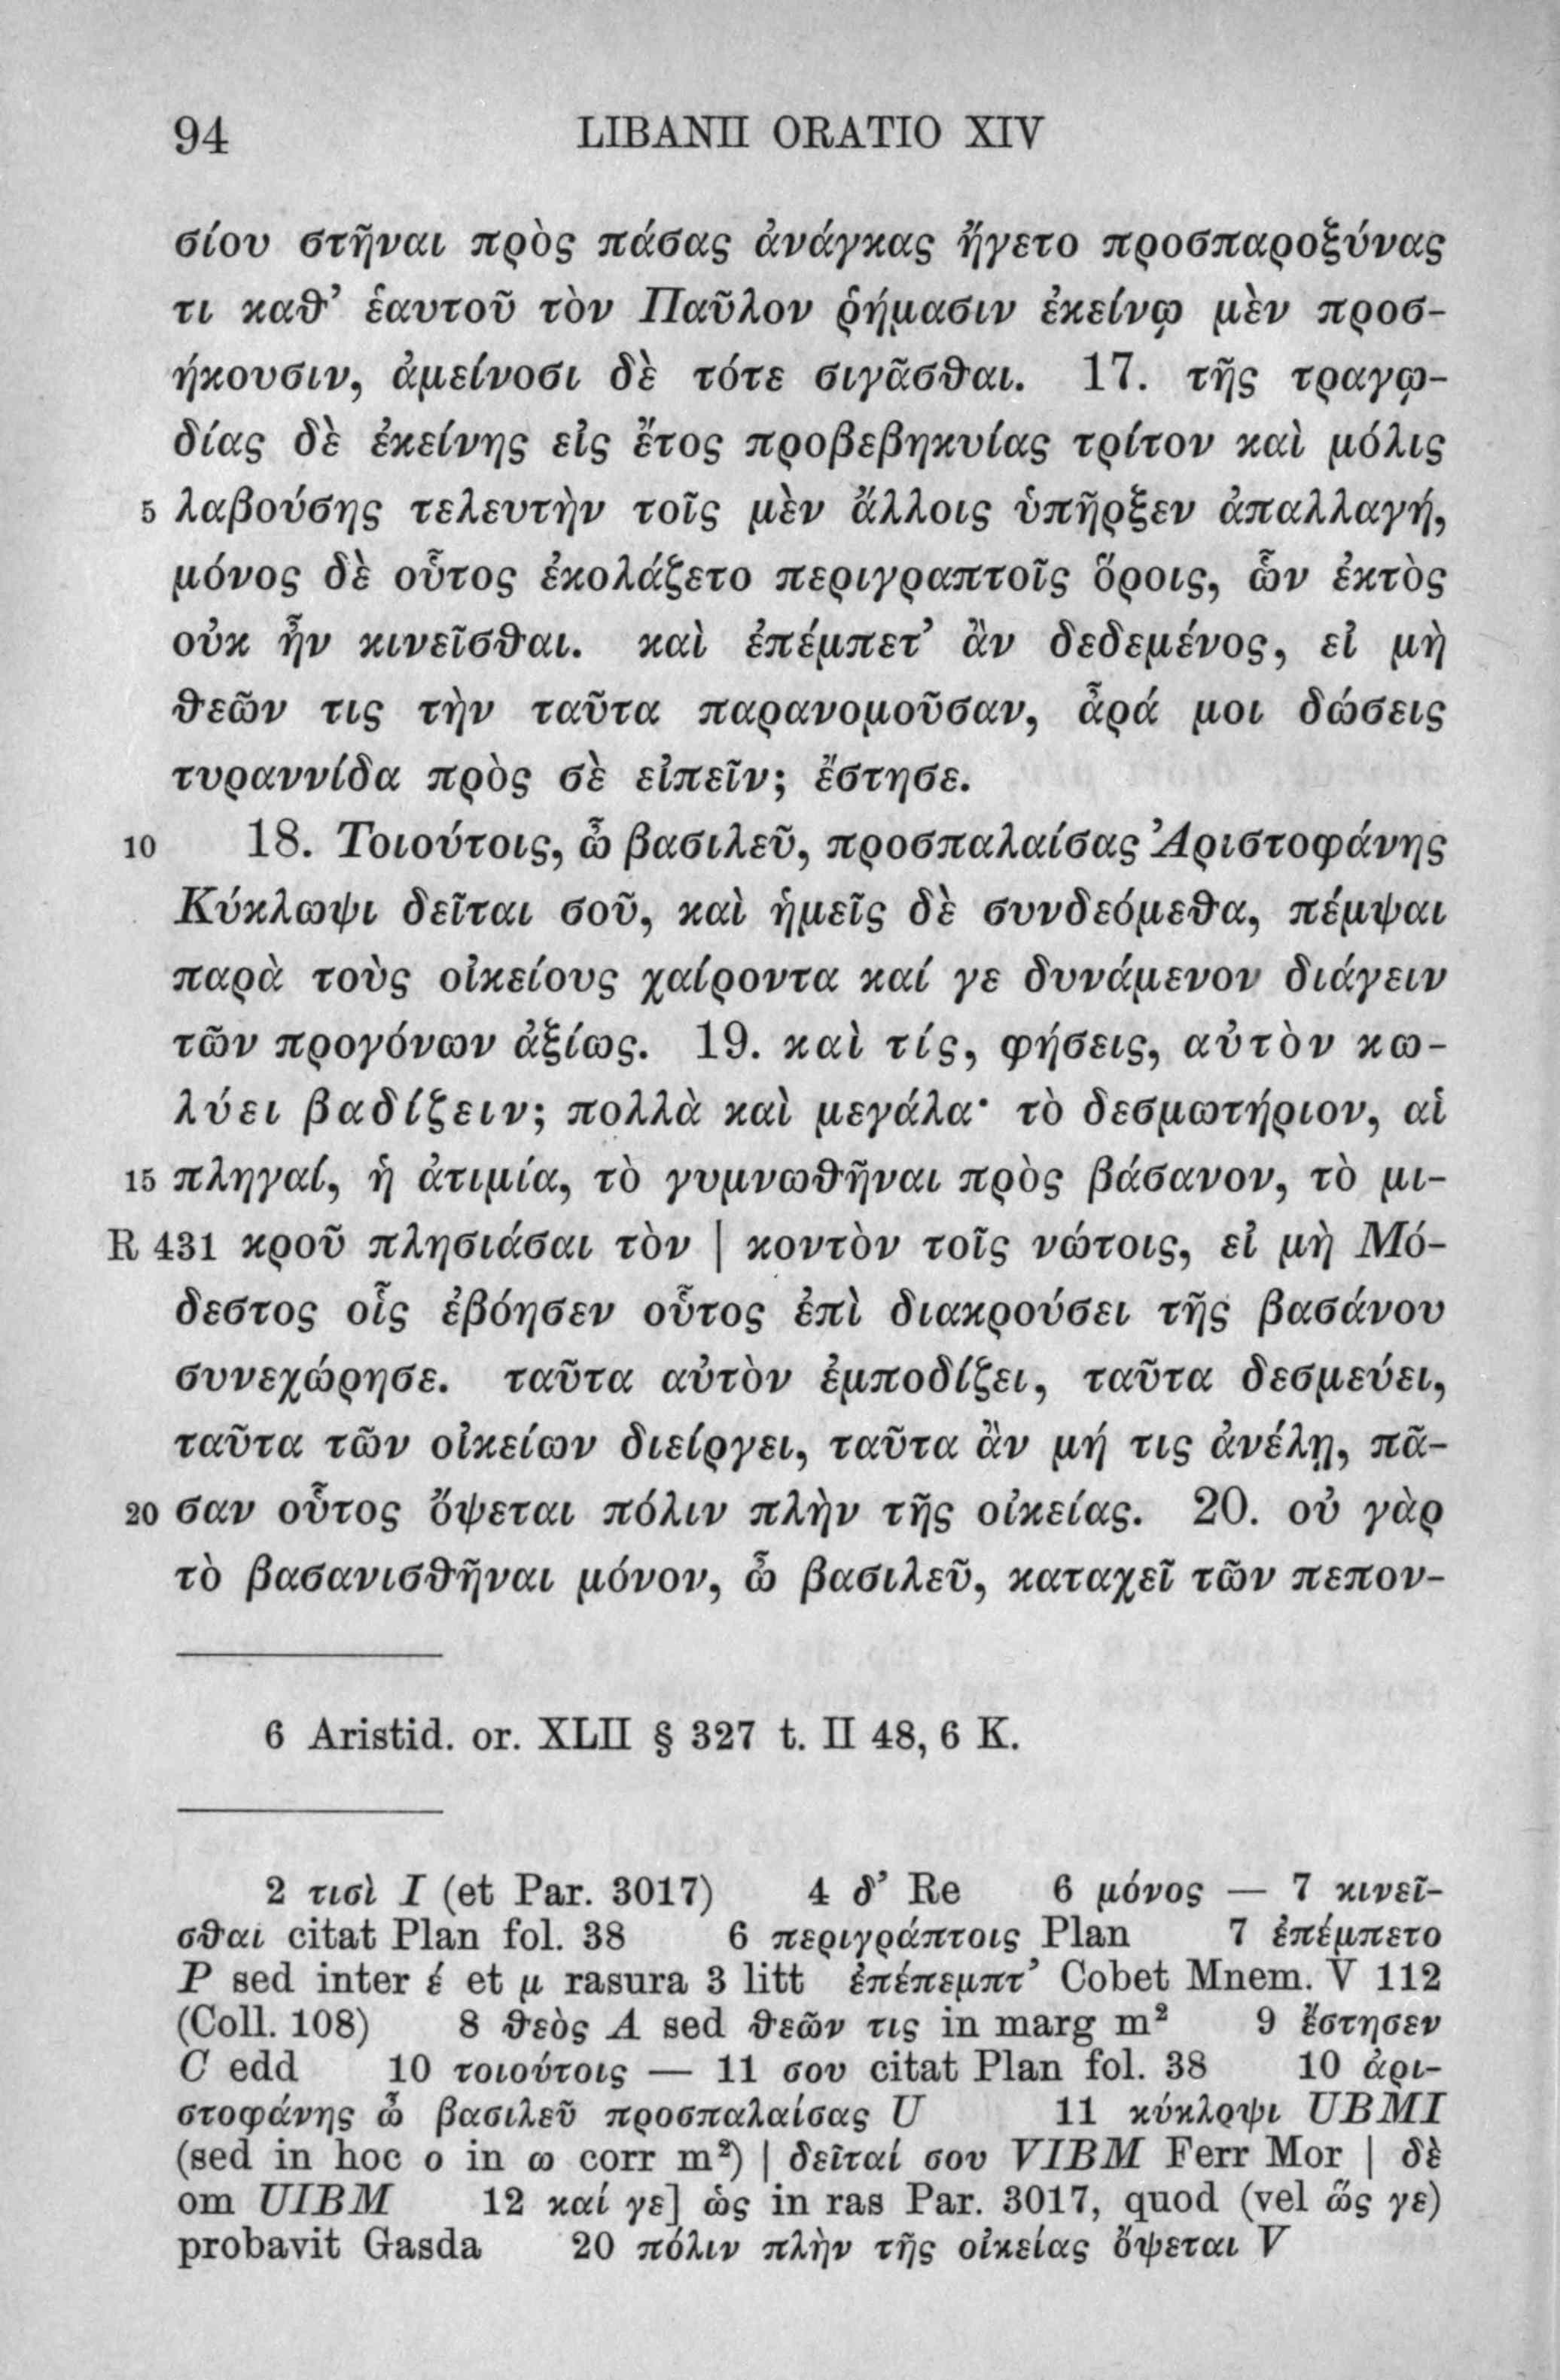 94 LIBANII ORATIO XIV
σίου στῆναι πρὸς πάσας ἀνάγκας ἤγετο προσπαροξύνας
τι καθ’ ἑαυτοῦ τὸν Παῦλον ῥήμασιν ἐκείνῳ μὲν προσ-
ήκουσιν, ἀμείνοσι δὲ τότε σιγᾶσθαι. 17. τῆς τραγῳ-
δίας δὲ ἐκείνης εἰς ἔτος προβεβηκυίας τρίτον καὶ μόλις
5 λαβούσης τελευτὴν τοῖς μὲν ἄλλοις ὑπῆρξεν ἀπαλλαγή,
μόνος δὲ οὗτος ἐκολάζετο περιγραπτοῖς ὅροις, ὧν ἐκτὸς
οὐκ ἦν κινεῖσθαι. καὶ ἐπέμπετ’ ἂν δεδεμένος, εἰ μὴ
θεῶν τις τὴν ταῦτα παρανομοῦσαν, ἆρά μοι δώσεις
τυραννίδα πρὸς σὲ εἰπεῖν; ἔστησε.
10 18. Τοιούτοις, ὦ βασιλεῦ, προσπαλαίσας Ἀριστοφάνης
Κύκλωψι δεῖται σοῦ, καὶ ἡμεῖς δὲ συνδεόμεθα, πέμψαι
παρὰ τοὺς οἰκείους χαίροντα καί γε δυνάμενον διάγειν
τῶν προγόνων ἀξίως. 19. καὶ τίς, φήσεις, αὐτὸν κω-
λύει βαδίζειν; πολλὰ καὶ μεγάλα· τὸ δεσμωτήριον, αἱ
15 πληγαί, ἡ ἀτιμία, τὸ γυμνωθῆναι πρὸς βάσανον, τὸ μι-
R 431 κροῦ πλησιάσαι τὸν | κοντὸν τοῖς νώτοις, εἰ μὴ Μό-
δεστος οἷς ἐβόησεν οὗτος ἐπὶ διακρούσει τῆς βασάνου
συνεχώρησε. ταῦτα αὐτὸν ἐμποδίζει, ταῦτα δεσμεύει,
ταῦτα τῶν οἰκείων διείργει, ταῦτα ἂν μή τις ἀνέλῃ, πᾶ-
20 σαν οὗτος ὄψεται πόλιν πλὴν τῆς οἰκείας. 20. οὐ γὰρ
τὸ βασανισθῆναι μόνον, ὦ βασιλεῦ, καταχεῖ τῶν πεπον-
6 Aristid. or. XLII § 327 t. II 48, 6 K.
2 τισὶ I (et Par. 3017) 4 δ’ Re 6 μόνος — 7 κινεῖ-
σθαι citat Plan fol. 38 6 περιγράπτοις Plan 7 ἐπέμπετο
P sed inter έ et μ rasura 3 litt ἐπέπεμπτ’ Cobet Mnem. V 112
(Coll. 108) 8 θεὸς A sed θεῶν τις in marg m² 9 ἔστησεν
C edd 10 τοιούτοις — 11 σου citat Plan fol. 38 10 ἀρι-
στοφάνης ὦ βασιλεῦ προσπαλαίσας U 11 κύκλοψι UBMI
(sed in hoc ο in ω corr m²) | δεῖταί σου VIBM Ferr Mor | δὲ
om UIBM 12 καί γε] ὡς in ras Par. 3017, quod (vel ὥς γε)
probavit Gasda 20 πόλιν πλὴν τῆς οἰκείας ὄψεται V